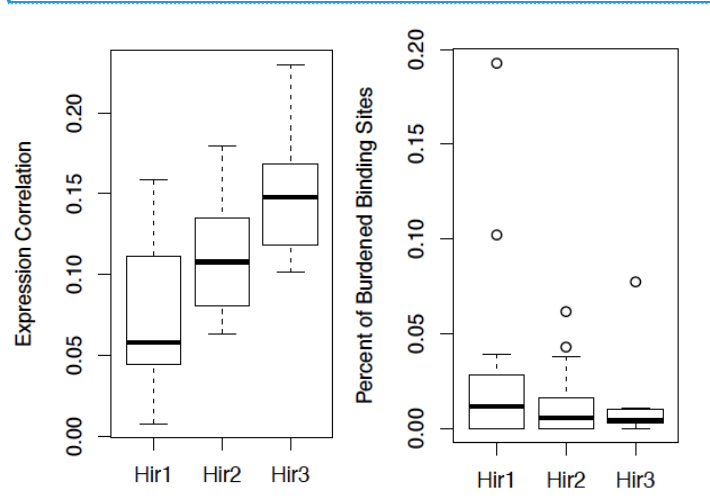 Expression Correlation
0.20
0.15
0.10
0.05
0.00
Hir1 Hir2 Hir3
Percent of Burdened Binding Sites
0.20
0.15
0.10
0.05
0.00
Hir1 Hir2 Hir3